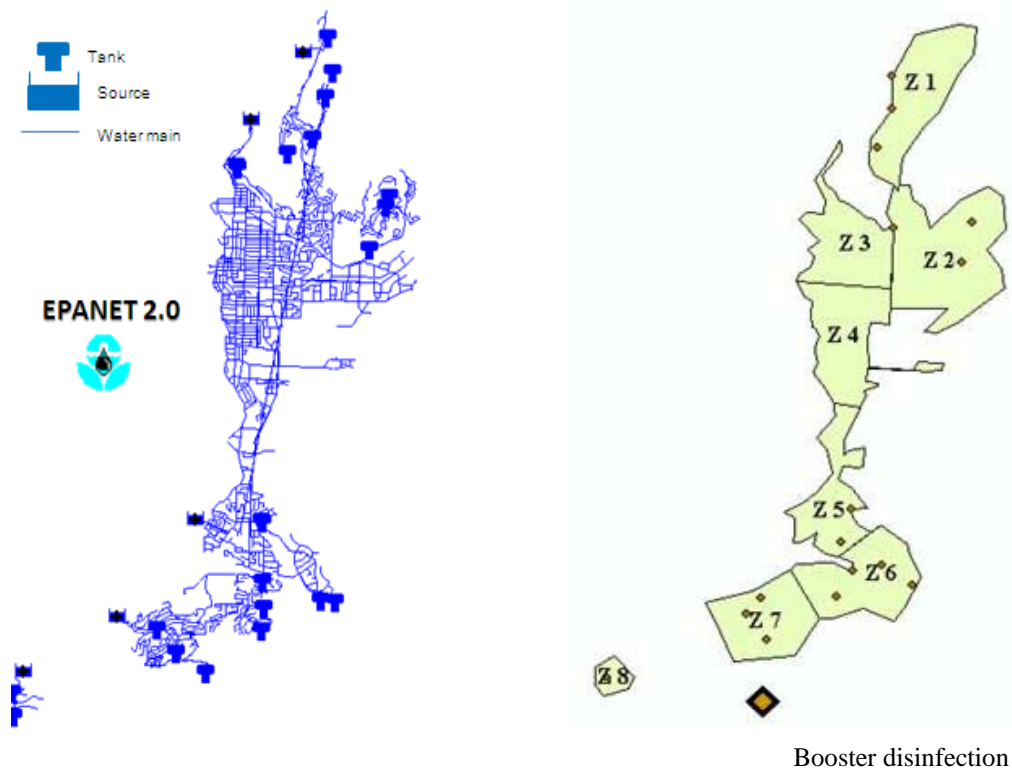 Tank
Source
Water main
EPANET 2.0
Z 1
Z 3
Z 2
Z 4
Z 5
Z 6
Z 7
Z 8
Booster disinfection